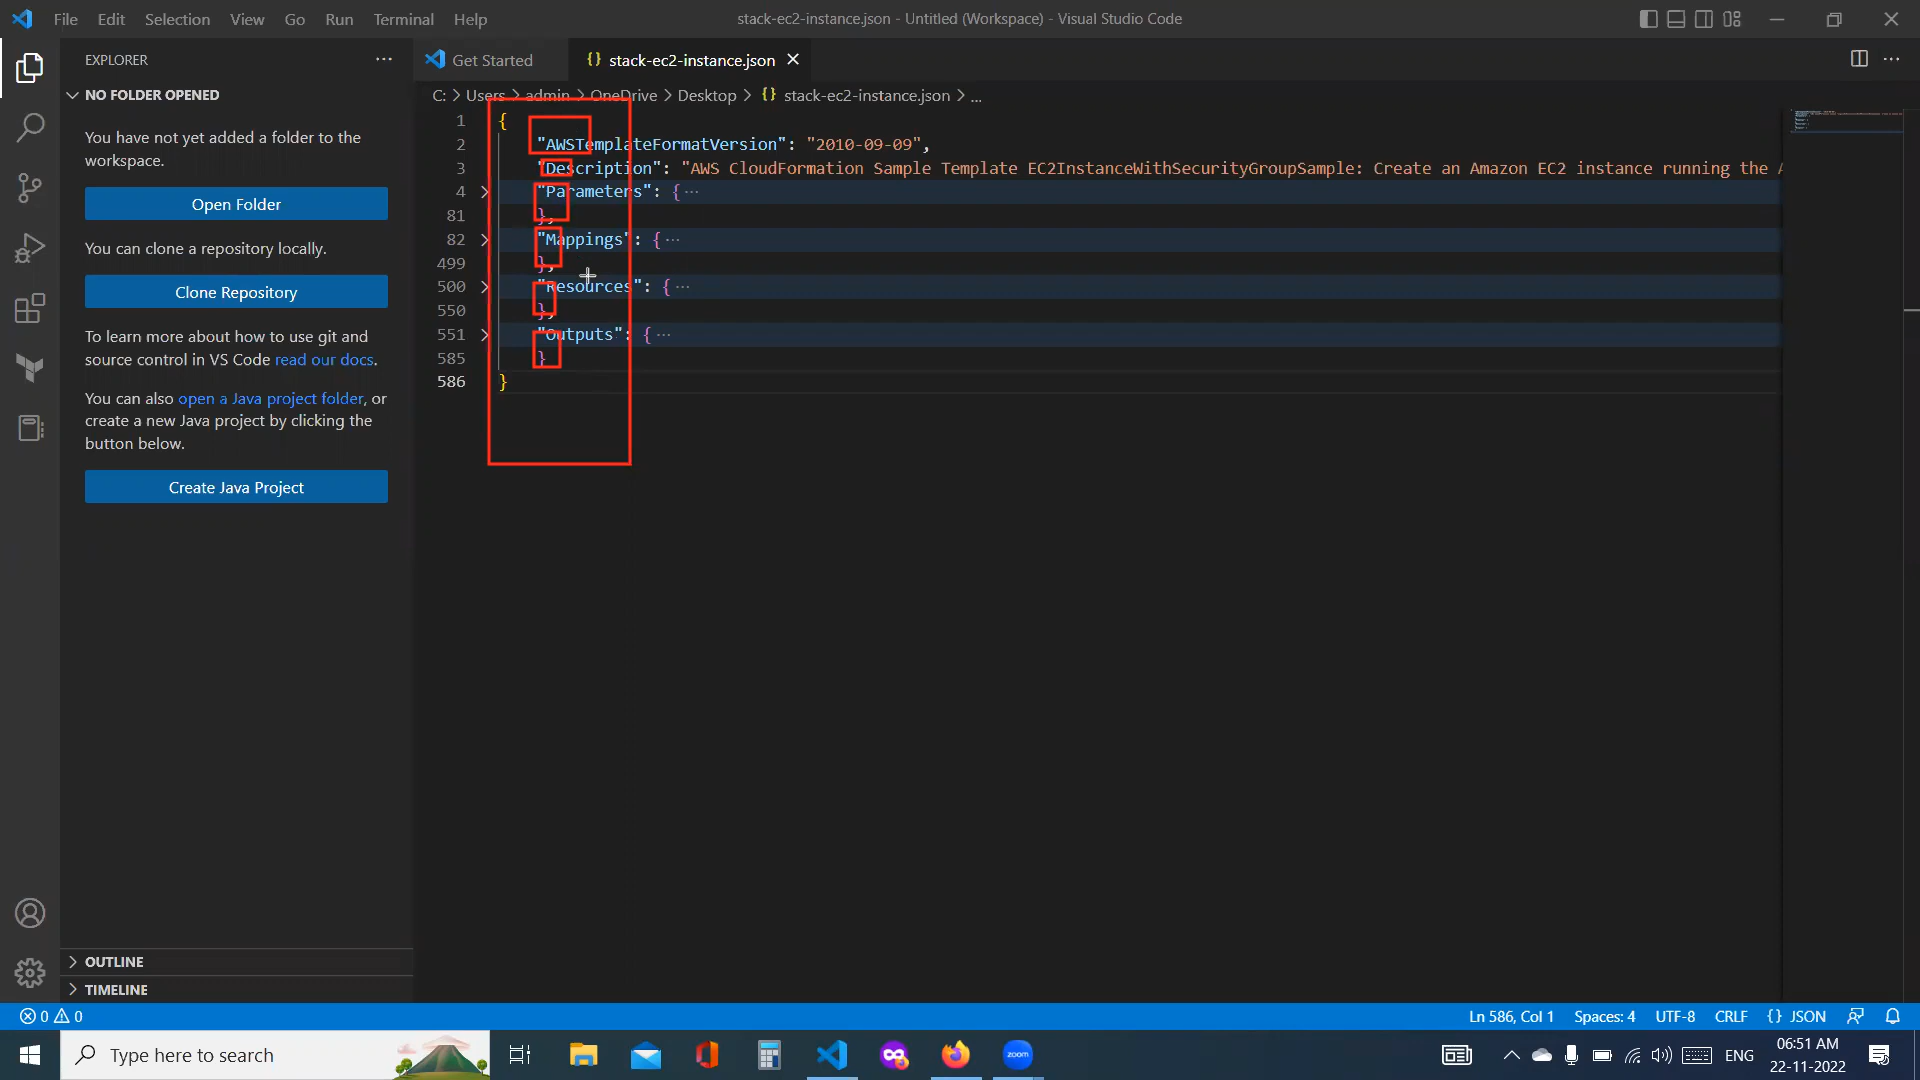 File Edit Selection View Go Run Terminal Help
stack-ec2-instance.json - Untitled (Workspace) - Visual Studio Code
EXPLORER
Get Started
{} stack-ec2-instance.json
NO FOLDER OPENED
C: > Users > admin > OneDrive > Desktop > {} stack-ec2-instance.json > ...
You have not yet added a folder to the
workspace.
Open Folder
You can clone a repository locally.
Clone Repository
To learn more about how to use git and
source control in VS Code read our docs.
You can also open a Java project folder, or
create a new Java project by clicking the
button below.
Create Java Project
1 {
2 "AWSTemplateFormatVersion": "2010-09-09",
3 "Description": "AWS CloudFormation Sample Template EC2InstanceWithSecurityGroupSample: Create an Amazon EC2 instance running the
4 "Parameters": { ...
81 },
82 "Mappings": { ...
499 },
500 "Resources": { ...
550 },
551 "Outputs": { ...
585 }
586 }
OUTLINE
TIMELINE
0 0
Ln 586, Col 1 Spaces: 4 UTF-8 CRLF {} JSON
Type here to search
zoom
ENG
06:51 AM
22-11-2022